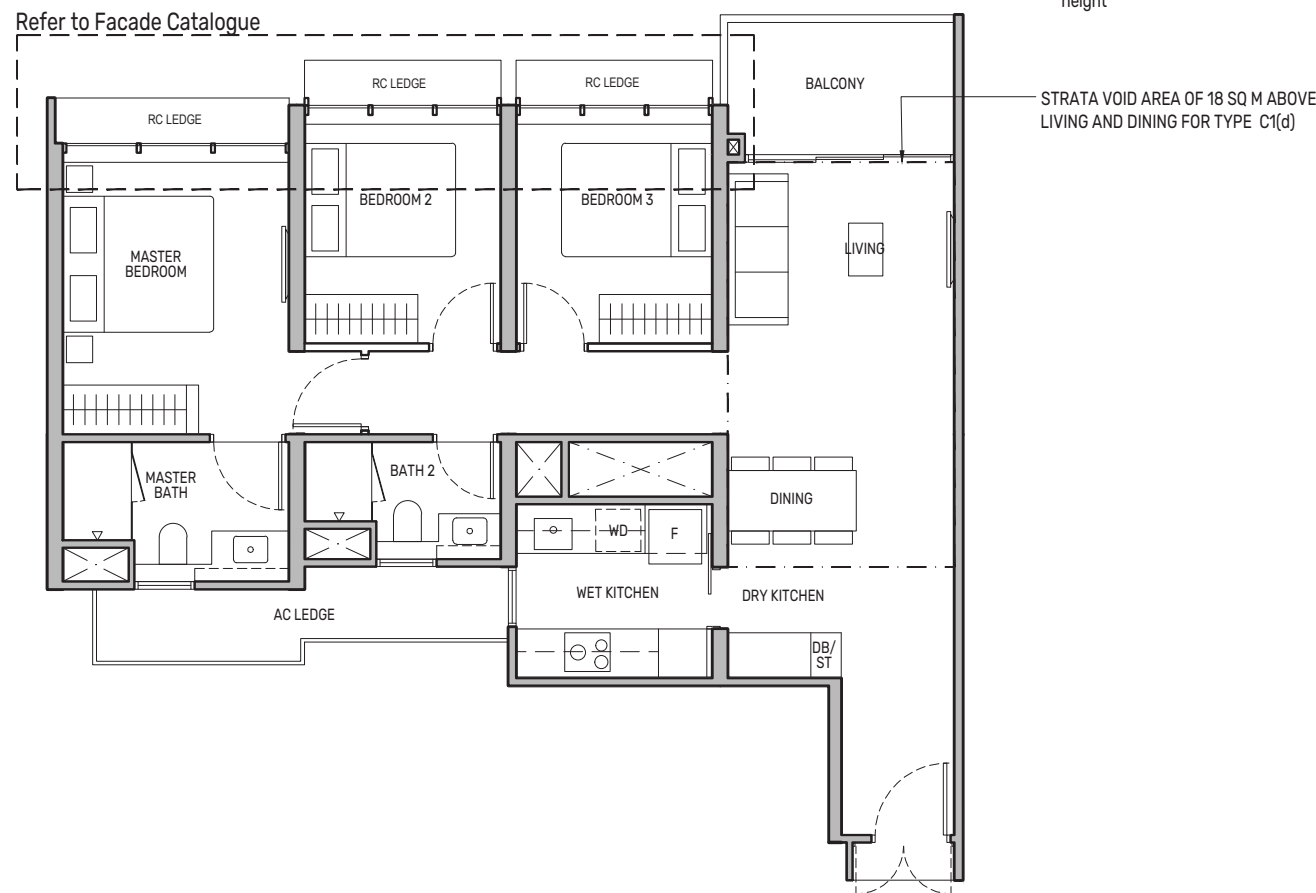 height
Refer to Facade Catalogue
RC LEDGE
RC LEDGE
BALCONY
STRATA VOID AREA OF 18 SQ M ABOVE
LIVING AND DINING FOR TYPE C1(d)
RC LEDGE
BEDROOM 2
BEDROOM 3
LIVING
MASTER
BEDROOM
MASTER
BATH
BATH 2
DINING
WD
F
WET KITCHEN
DRY KITCHEN
AC LEDGE
DB/
ST